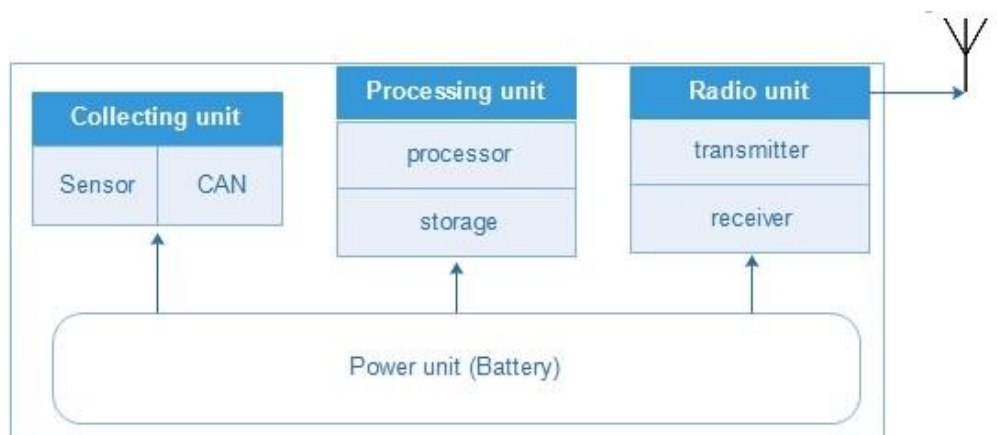 Collecting unit
Sensor
CAN
Processing unit
processor
storage
Radio unit
transmitter
receiver
Power unit (Battery)